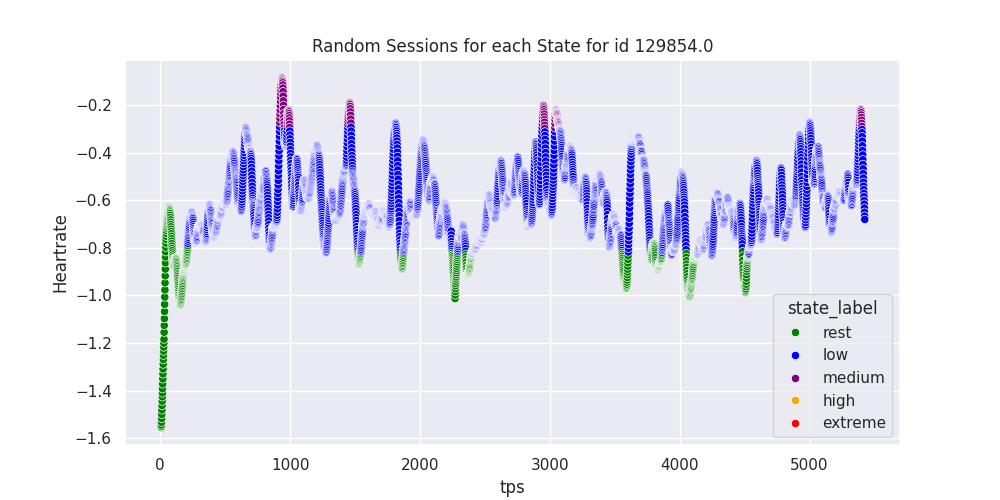 Random Sessions for each State for id 129854.0
Heartrate
−0.2
−0.4
−0.6
−0.8
−1.0
−1.2
−1.4
−1.6
state_label
rest
low
medium
high
extreme
0 1000 2000 3000 4000 5000
tps